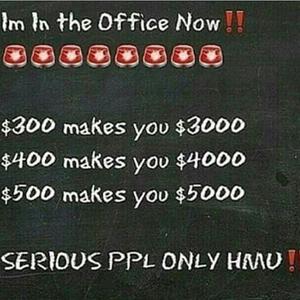 Im In the Office Now‼️
🚨🚨🚨🚨🚨🚨🚨🚨
$300 makes you $3000
$400 makes you $4000
$500 makes you $5000
SERIOUS PPL ONLY HMU❗